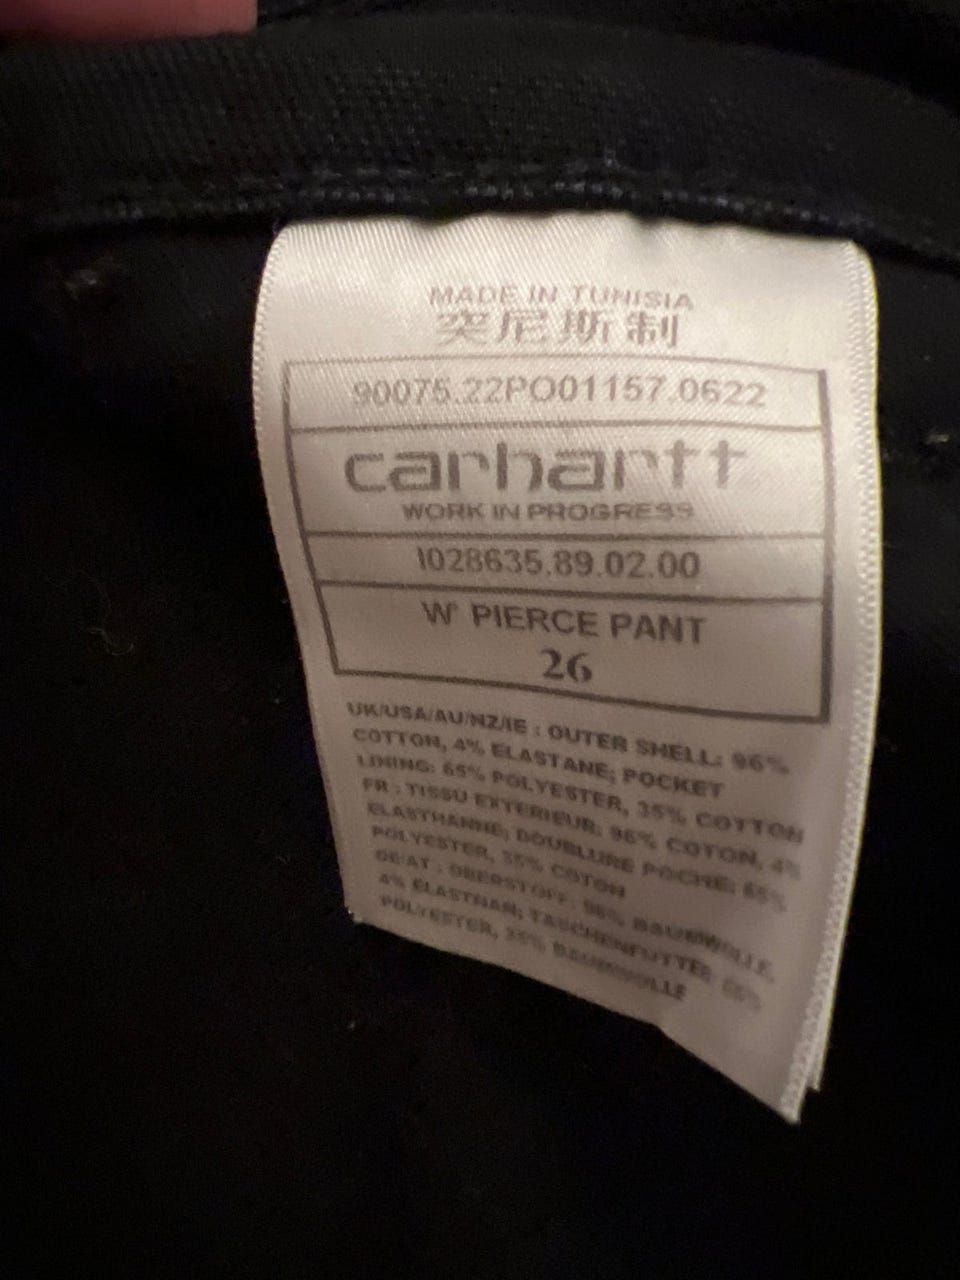 MADE IN TUNISIA
突尼斯制
90075.22PO01157.0622
carhartt
WORK IN PROGRESS
I028635.89.02.00
W' PIERCE PANT
26
UK/USA/AU/NZ/IE : OUTER SHELL: 96%
COTTON, 4% ELASTANE; POCKET
LINING: 65% POLYESTER, 35% COTTON
FR : TISSU EXTERIEUR: 96% COTON, 4%
ELASTHANNE; DOUBLURE POCHE: 65%
POLYESTER, 35% COTON
DE/AT : OBERSTOFF: 96% BAUMWOLLE,
4% ELASTHAN; TASCHENFUTTER: 65%
POLYESTER, 35% BAUMWOLLE